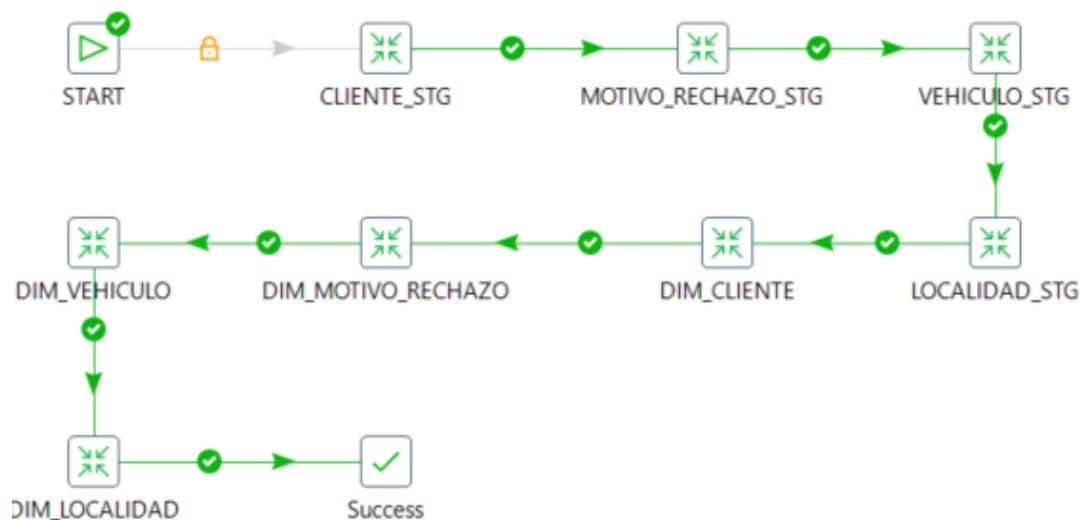 START
CLIENTE_STG
MOTIVO_RECHAZO_STG
VEHICULO_STG
DIM_VEHICULO
DIM_MOTIVO_RECHAZO
DIM_CLIENTE
LOCALIDAD_STG
DIM_LOCALIDAD
Success